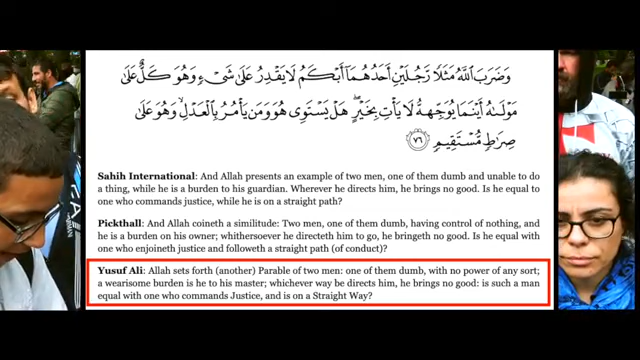 وَضَرَبَ ٱللَّهُ مَثَلًا رَّجُلَيْنِ أَحَدُهُمَآ أَبْكَمُ لَا يَقْدِرُ عَلَىٰ شَىْءٍ وَهُوَ كَلٌّ عَلَىٰ
مَوْلَىٰهُ أَيْنَمَا يُوَجِّههُّ لَا يَأْتِ بِخَيْرٍ ۖ هَلْ يَسْتَوِى هُوَ وَمَن يَأْمُرُ بِٱلْعَدْلِ ۙ وَهُوَ عَلَىٰ
صِرَٰطٍ مُّسْتَقِيمٍ ٧٦
Sahih International: And Allah presents an example of two men, one of them dumb and unable to do
a thing, while he is a burden to his guardian. Wherever he directs him, he brings no good. Is he equal to
one who commands justice, while he is on a straight path?
Pickthall: And Allah coineth a similitude: Two men, one of them dumb, having control of nothing, and
he is a burden on his owner; whithersoever he directeth him to go, he bringeth no good. Is he equal with
one who enjoineth justice and followeth a straight path (of conduct)?
Yusuf Ali: Allah sets forth (another) Parable of two men: one of them dumb, with no power of any sort;
a wearisome burden is he to his master; whichever way be directs him, he brings no good: is such a man
equal with one who commands Justice, and is on a Straight Way?